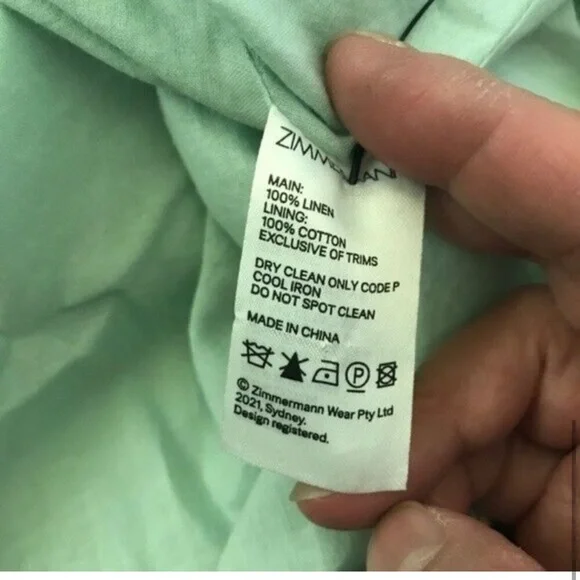 ZIMMERMANN
MAIN:
100% LINEN
LINING:
100% COTTON
EXCLUSIVE OF TRIMS
DRY CLEAN ONLY CODE P
COOL IRON
DO NOT SPOT CLEAN
MADE IN CHINA
P
© Zimmermann Wear Pty Ltd
2021, Sydney.
Design registered.